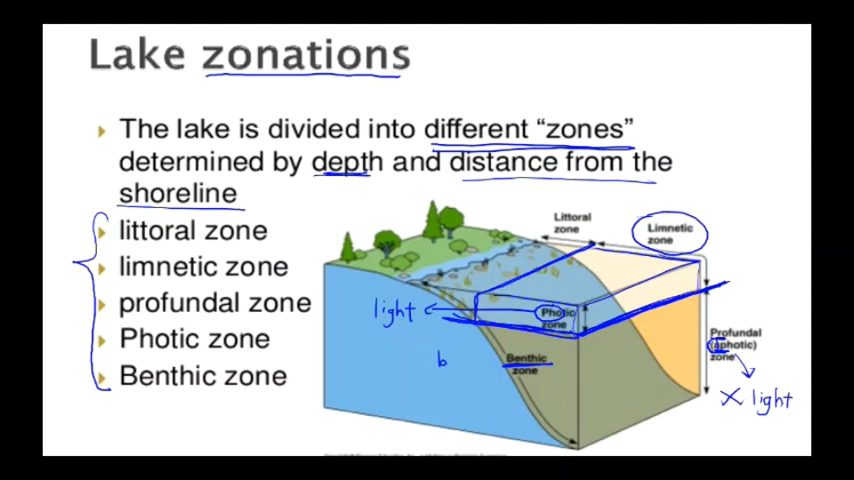 Lake zonations
The lake is divided into different “zones”
determined by depth and distance from the
shoreline
littoral zone
limnetic zone
profundal zone
Photic zone
Benthic zone
Littoral
zone
Limnetic
zone
light
Photic
zone
Profundal
(aphotic)
zone
b
Benthic
zone
X light